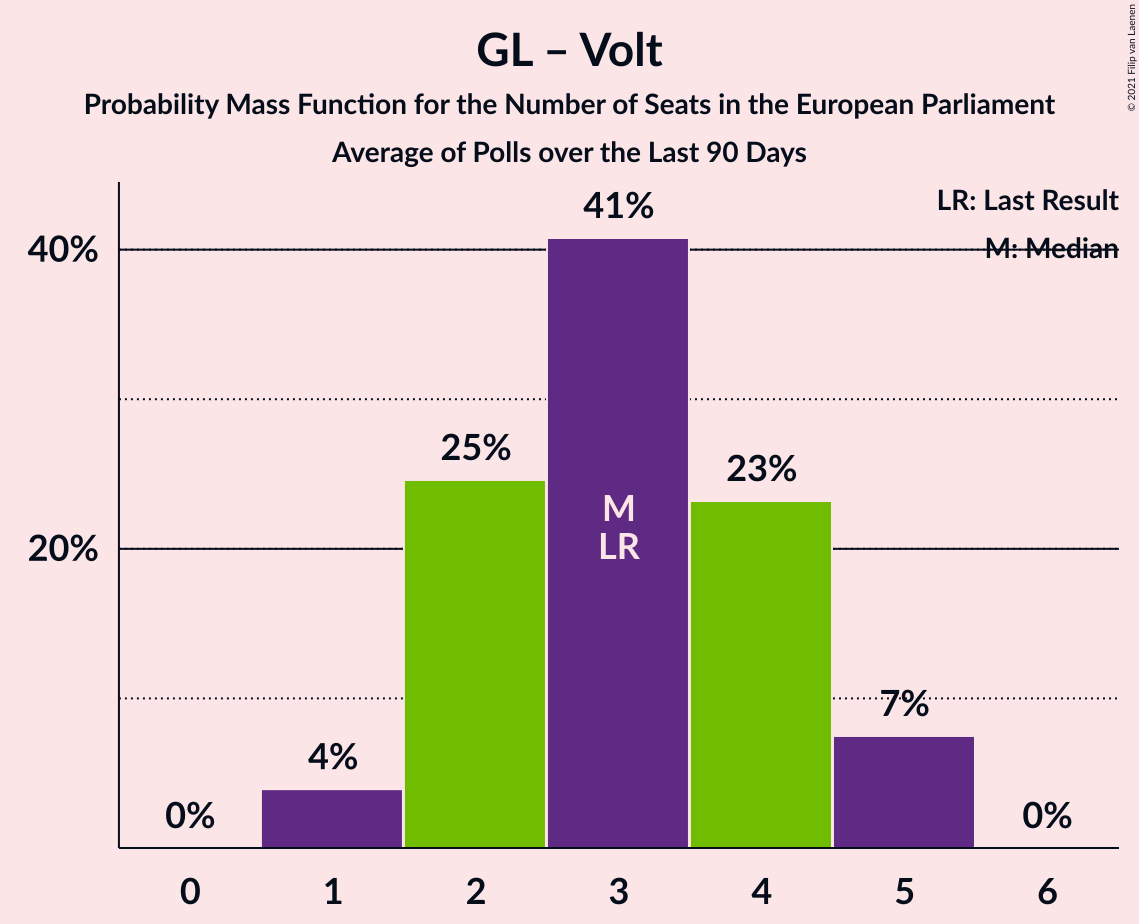 GL – Volt
Probability Mass Function for the Number of Seats in the European Parliament
Average of Polls over the Last 90 Days
© 2021 Filip van Laenen
LR: Last Result
M: Median
40%
20%
0%
4%
25%
41%
23%
7%
0%
M
LR
0 1 2 3 4 5 6